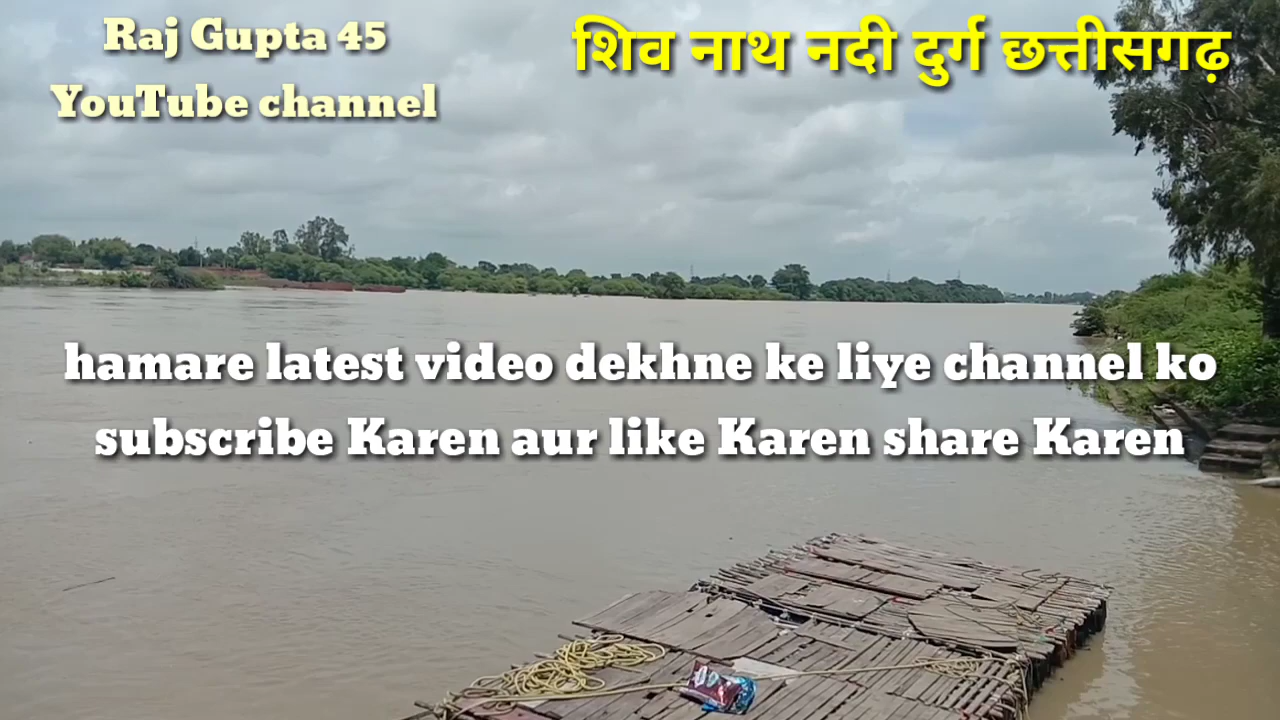 Raj Gupta 45
YouTube channel
शिव नाथ नदी दुर्ग छत्तीसगढ़
hamare latest video dekhne ke liye channel ko
subscribe Karen aur like Karen share Karen